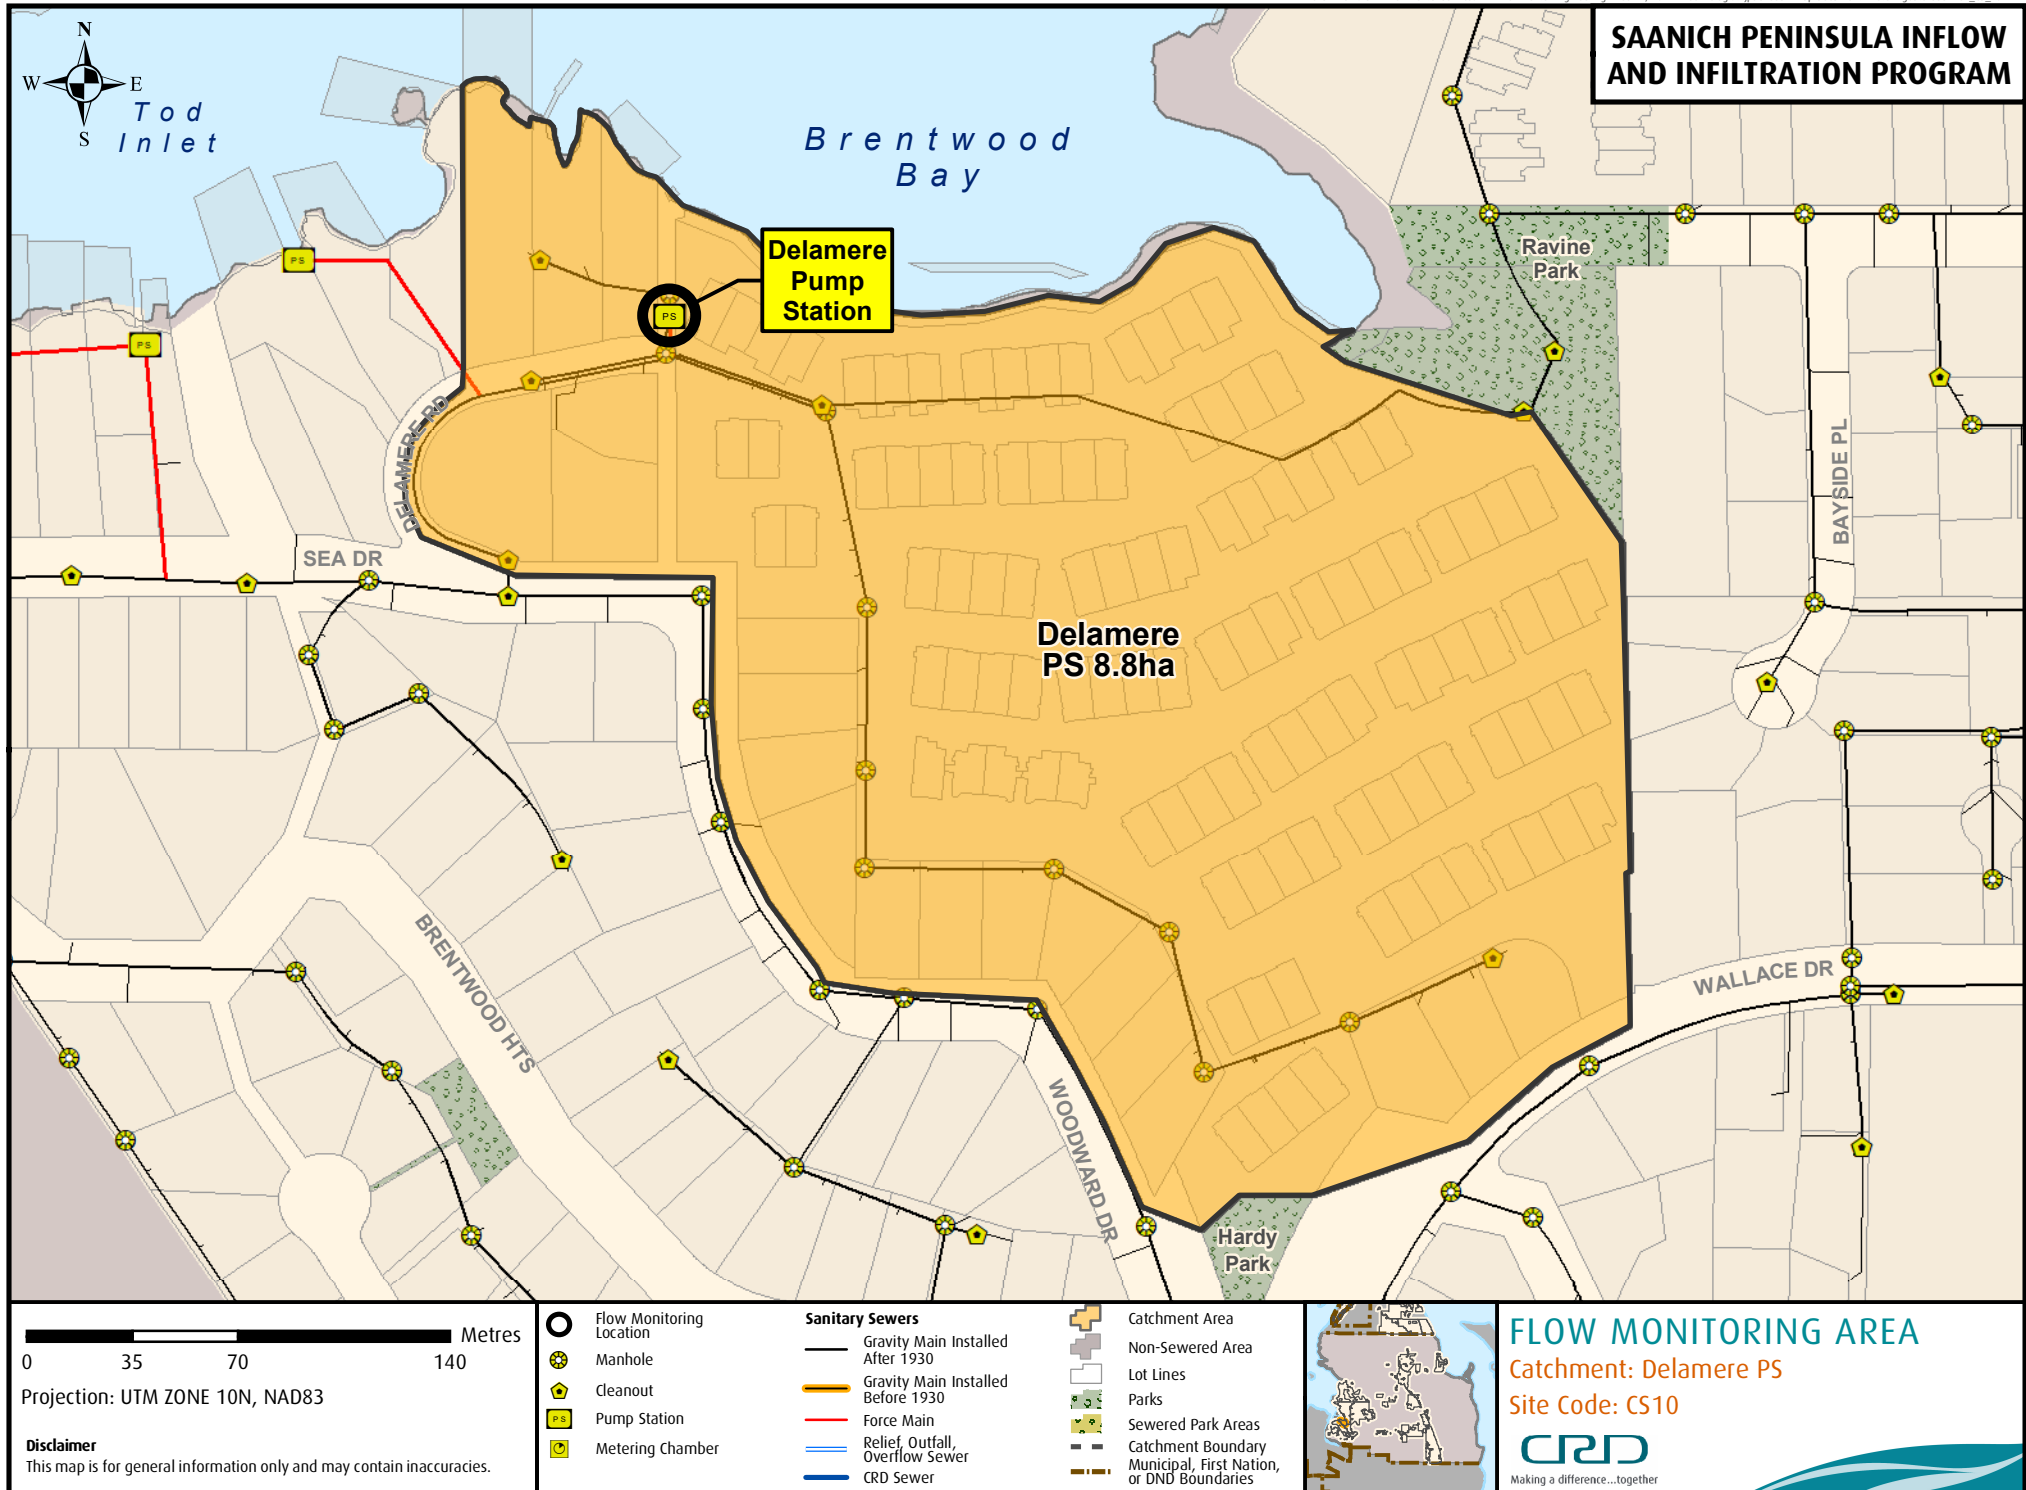 SAANICH PENINSULA INFLOW
AND INFILTRATION PROGRAM
N
W
E
S
Tod
Inlet
Brentwood
Bay
Ravine
Park
Delamere
Pump
Station
PS
PS
PS
DELAMERE RD
SEA DR
BAYSIDE PL
Delamere
PS 8.8ha
BRENTWOOD HTS
WALLACE DR
WOODWARD DR
Hardy
Park
Metres
0 35 70 140
Projection: UTM ZONE 10N, NAD83
Disclaimer
This map is for general information only and may contain inaccuracies.
Flow Monitoring
Location
Manhole
Cleanout
PS
Pump Station
Metering Chamber
Sanitary Sewers
Gravity Main Installed
After 1930
Gravity Main Installed
Before 1930
Force Main
Relief, Outfall,
Overflow Sewer
CRD Sewer
Catchment Area
Non-Sewered Area
Lot Lines
Parks
Sewered Park Areas
Catchment Boundary
Municipal, First Nation,
or DND Boundaries
FLOW MONITORING AREA
Catchment: Delamere PS
Site Code: CS10
CRD
Making a difference...together